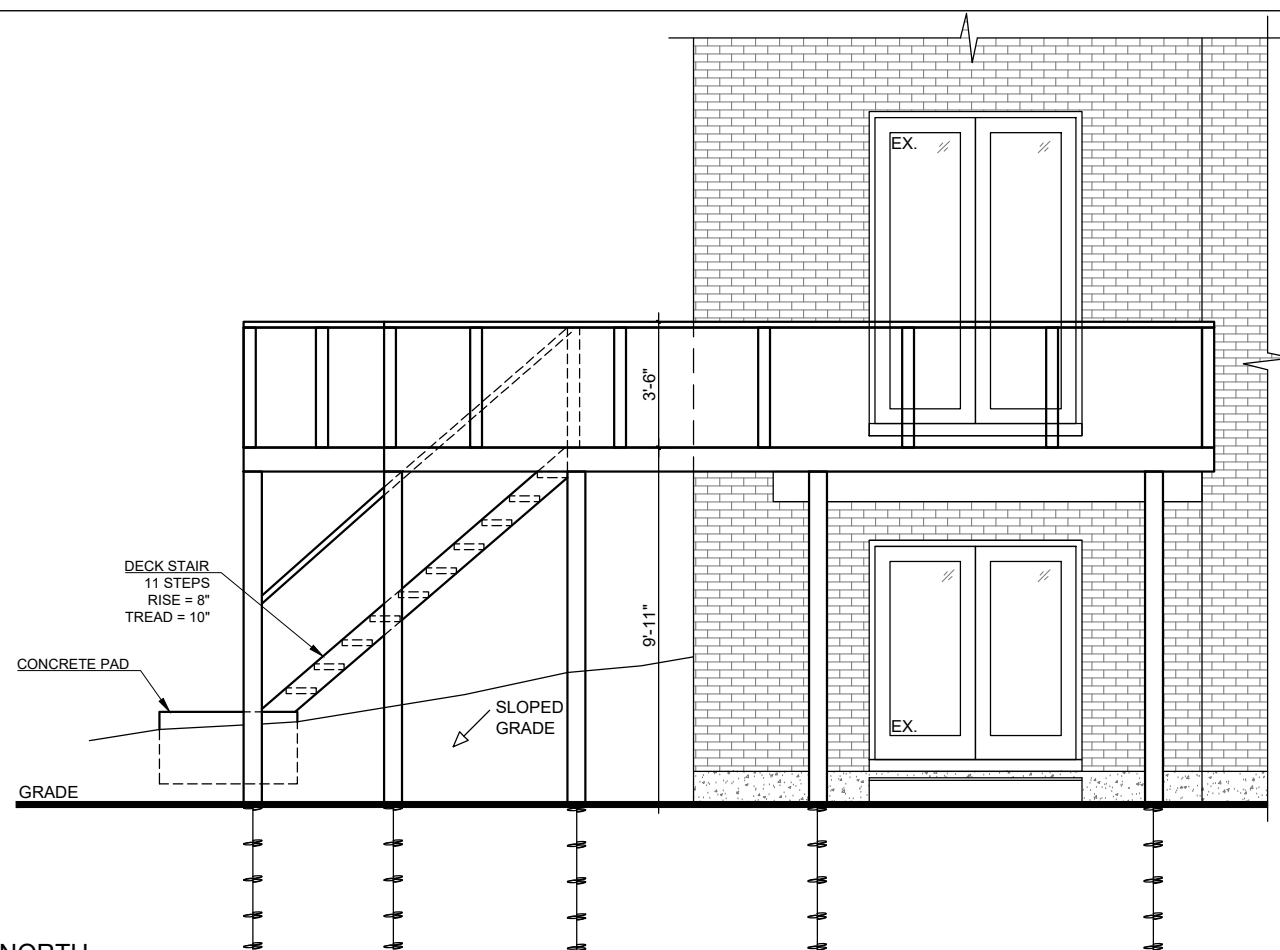 EX.
3'-6"
DECK STAIR
11 STEPS
RISE = 8"
TREAD = 10"
9'-11"
CONCRETE PAD
SLOPED
GRADE
EX.
GRADE
NORTH